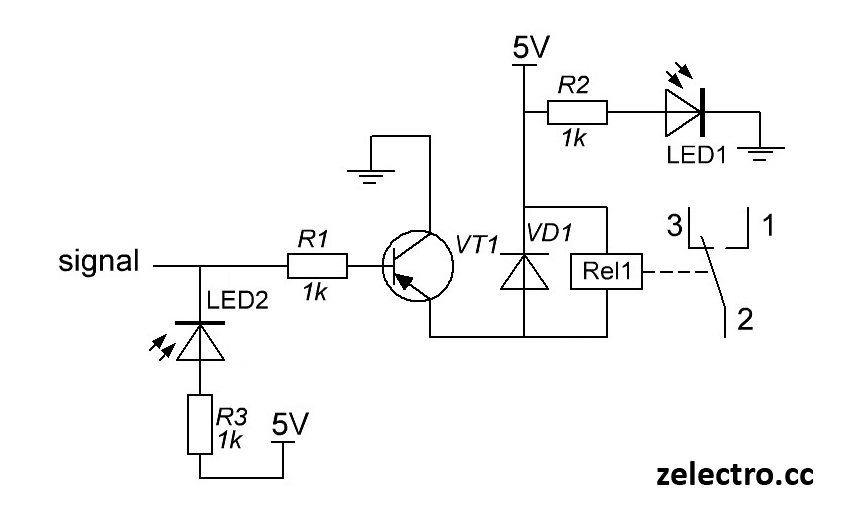 5V
R2
1k
LED1
3
1
R1
1k
VT1
VD1
signal
Rel1
LED2
2
R3
1k
5V
zelectro.cc